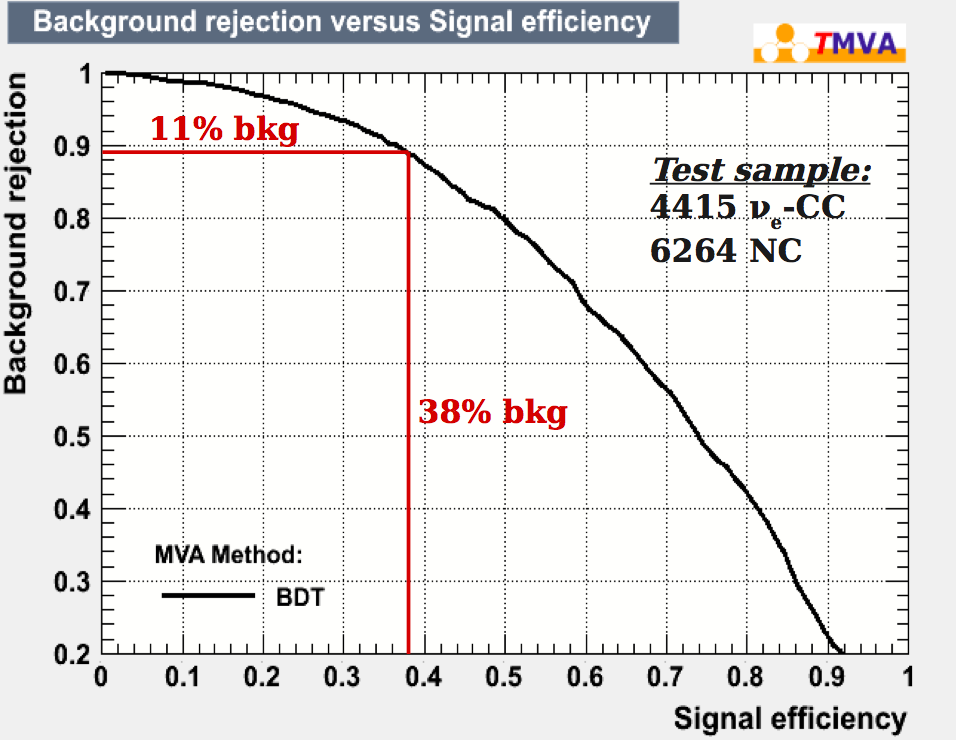 Background rejection versus Signal efficiency
TMVA
Background rejection
1
0.9
0.8
0.7
0.6
0.5
0.4
0.3
0.2
11% bkg
Test sample:
4415 νe-CC
6264 NC
38% bkg
MVA Method:
BDT
0 0.1 0.2 0.3 0.4 0.5 0.6 0.7 0.8 0.9 1
Signal efficiency